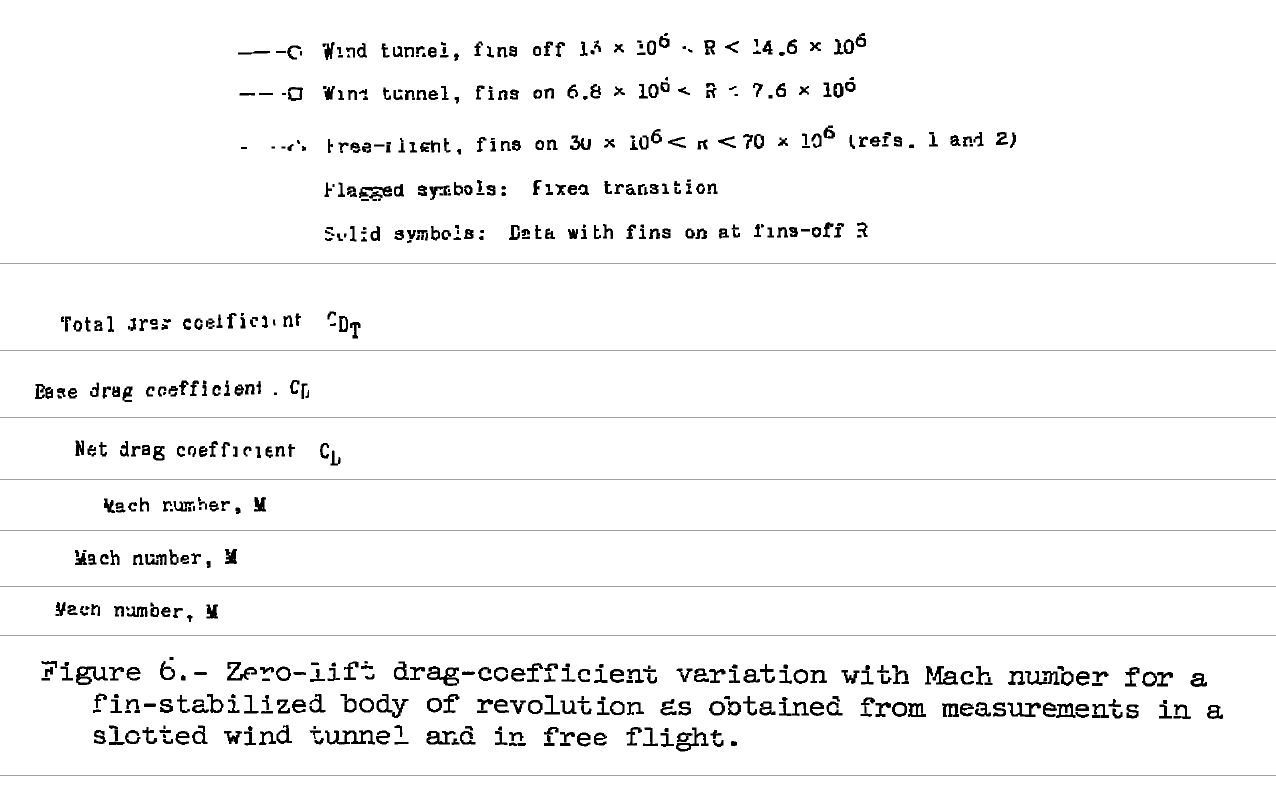 Wind tunnel, fins off 13 × 10⁶ < R < 14.6 × 10⁶
Wind tunnel, fins on 6.8 × 10⁶ < R < 7.6 × 10⁶
Free-flight, fins on 30 × 10⁶ < R < 70 × 10⁶ (refs. 1 and 2)
Flagged symbols: Fixed transition
Solid symbols: Data with fins on at fins-off R
Total drag coefficient C_DT
Base drag coefficient
Net drag coefficient
Mach number, M
Mach number, M
Mach number, M
Figure 6.- Zero-lift drag-coefficient variation with Mach number for a
fin-stabilized body of revolution as obtained from measurements in a
slotted wind tunnel and in free flight.